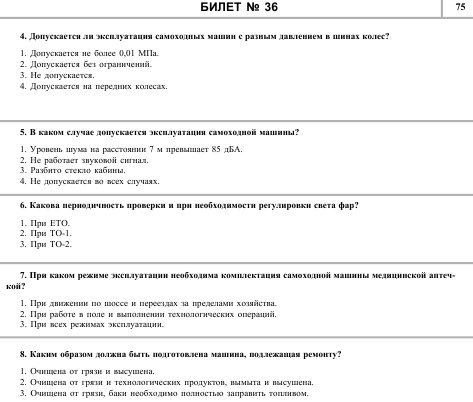 БИЛЕТ № 36
75
4. Допускается ли эксплуатация самоходных машин с разным давлением в шинах колес?
1. Допускается не более 0,01 МПа.
2. Допускается без ограничений.
3. Не допускается.
4. Допускается на передних колесах.
5. В каком случае допускается эксплуатация самоходной машины?
1. Уровень шума на расстоянии 7 м превышает 85 дБА.
2. Не работает звуковой сигнал.
3. Разбито стекло кабины.
4. Не допускается во всех случаях.
6. Какова периодичность проверки и при необходимости регулировки света фар?
1. При ЕТО.
2. При ТО-1.
3. При ТО-2.
7. При каком режиме эксплуатации необходима комплектация самоходной машины медицинской аптеч-
кой?
1. При движении по шоссе и переездах за пределами хозяйства.
2. При работе в поле и выполнении технологических операций.
3. При всех режимах эксплуатации.
8. Каким образом должна быть подготовлена машина, подлежащая ремонту?
1. Очищена от грязи и высушена.
2. Очищена от грязи и технологических продуктов, вымыта и высушена.
3. Очищена от грязи, баки необходимо полностью заправить топливом.